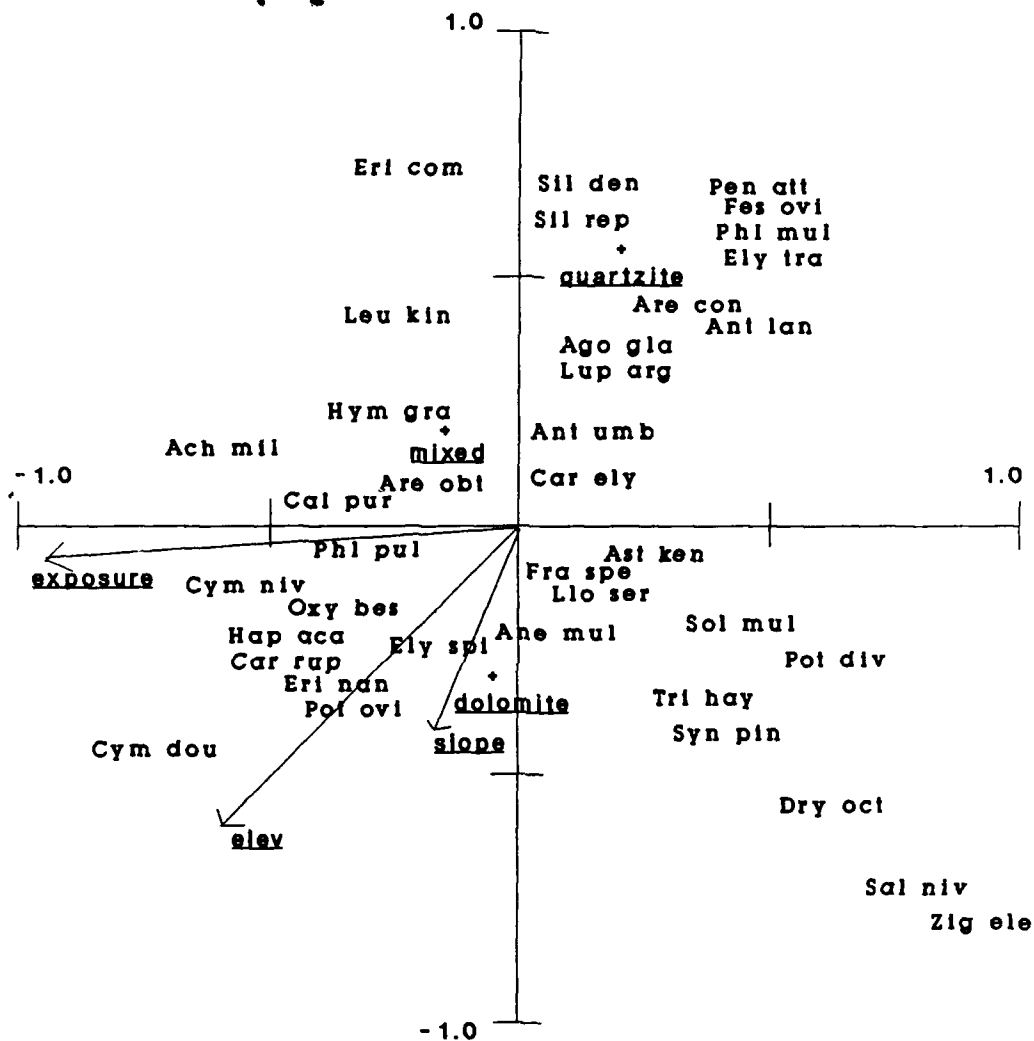 1.0
Eri com
Sil den
Pen att
Fes ovi
Sil rep
Phl mul
Ely tra
quartzite
Are con
Leu kin
Ant lan
Ago gla
Lup arg
Hym gra
Ant umb
Ach mil
mixed
-1.0
Are obt
Car ely
1.0
Cal pur
Phl pul
Ast ken
exposure
Cym niv
Fra spe
Llo ser
Oxy bes
Hap aca
Ely spi
Ane mul
Sol mul
Car rup
Pot div
Eri nan
Pot ovi
dolomite
Tri hay
Cym dou
slope
Syn pin
elev
Dry oct
Sal niv
Zig ele
-1.0